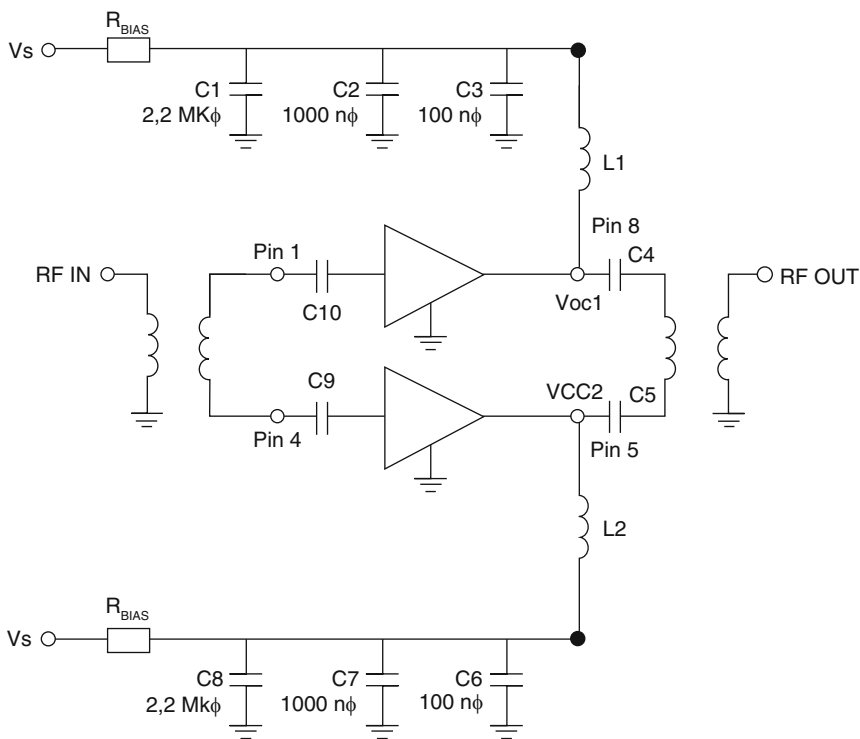 R_BIAS
Vs
C1
2,2 MKϕ
C2
1000 nϕ
C3
100 nϕ
L1
Pin 8
Pin 1
C4
RF IN
RF OUT
C10
Voc1
C9
VCC2
C5
Pin 4
Pin 5
L2
R_BIAS
Vs
C8
2,2 Mkϕ
C7
1000 nϕ
C6
100 nϕ